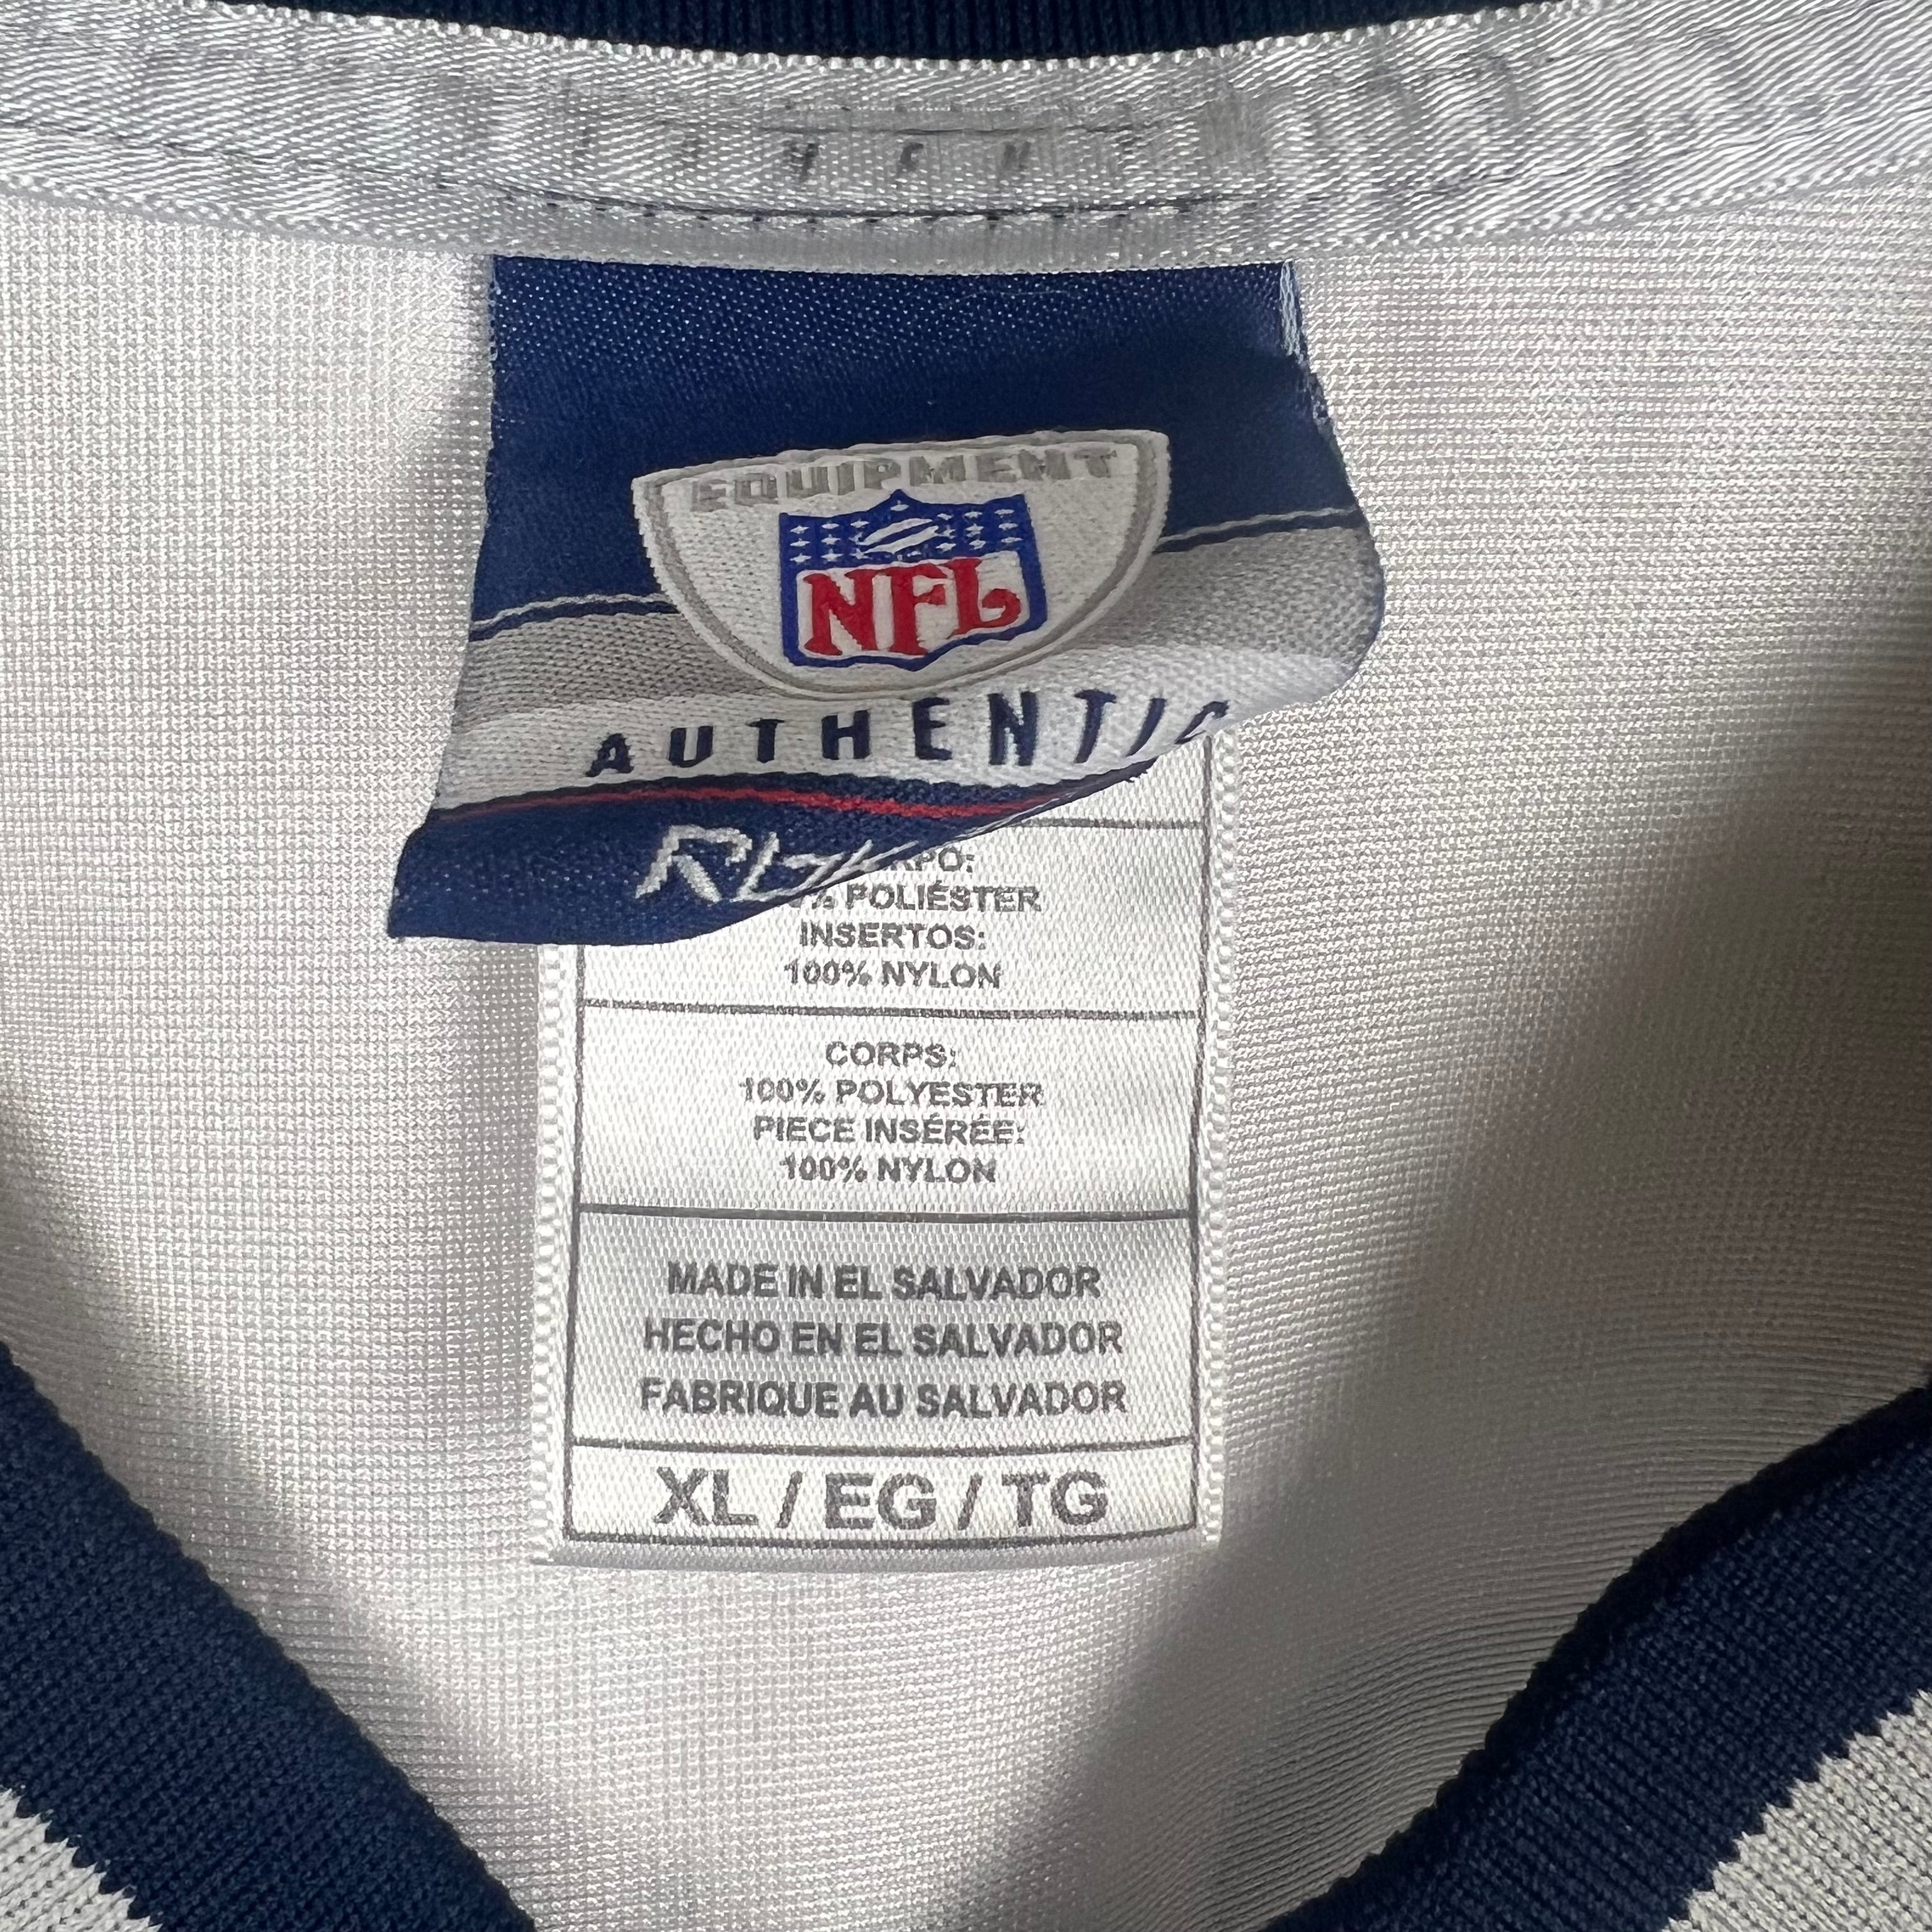 EQUIPMENT
NFL
AUTHENTIC
POLIÉSTER
INSERTOS:
100% NYLON
CORPS:
100% POLYESTER
PIECE INSÉRÉE:
100% NYLON
MADE IN EL SALVADOR
HECHO EN EL SALVADOR
FABRIQUE AU SALVADOR
XL / EG / TG